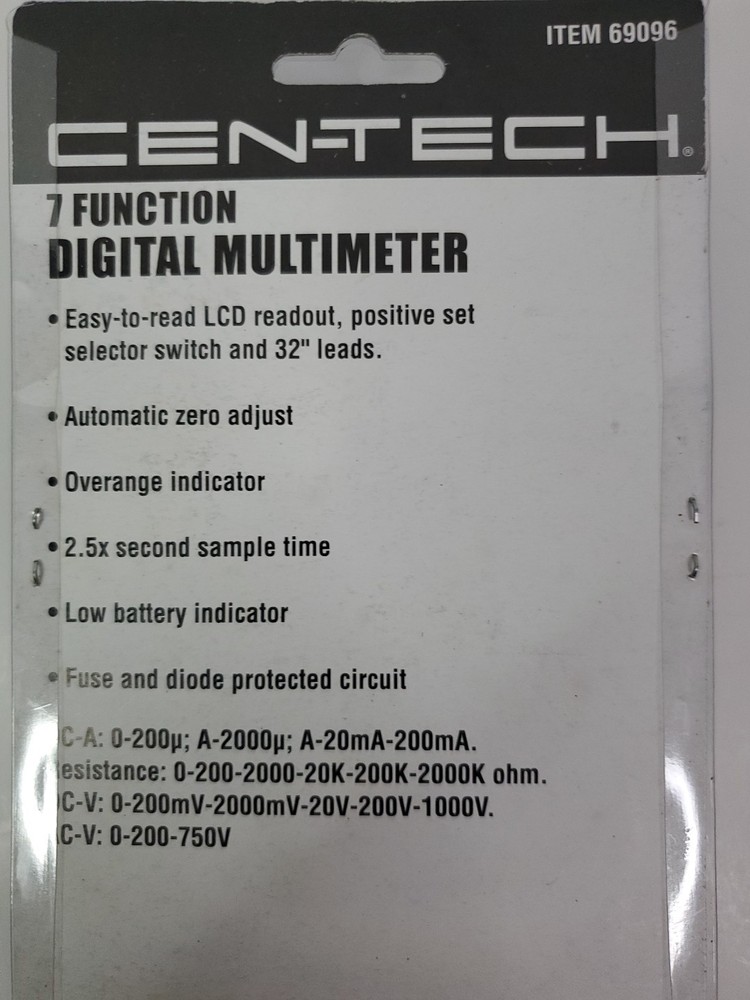 ITEM 69096
CEN-TECH®
7 FUNCTION
DIGITAL MULTIMETER
• Easy-to-read LCD readout, positive set
selector switch and 32" leads.
• Automatic zero adjust
• Overange indicator
• 2.5x second sample time
• Low battery indicator
• Fuse and diode protected circuit
C-A: 0-200µ; A-2000µ; A-20mA-200mA.
esistance: 0-200-2000-20K-200K-2000K ohm.
DC-V: 0-200mV-2000mV-20V-200V-1000V.
AC-V: 0-200-750V